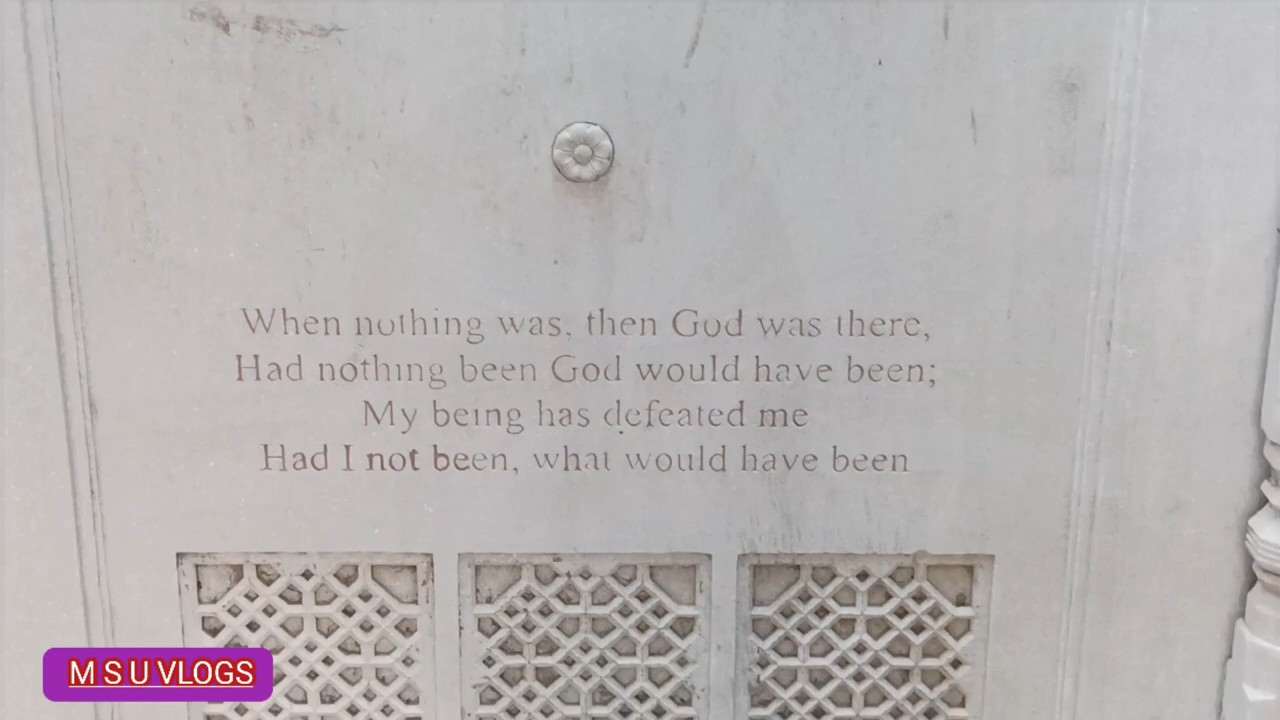 When nothing was, then God was there,
Had nothing been God would have been;
My being has defeated me
Had I not been, what would have been
M S U VLOGS